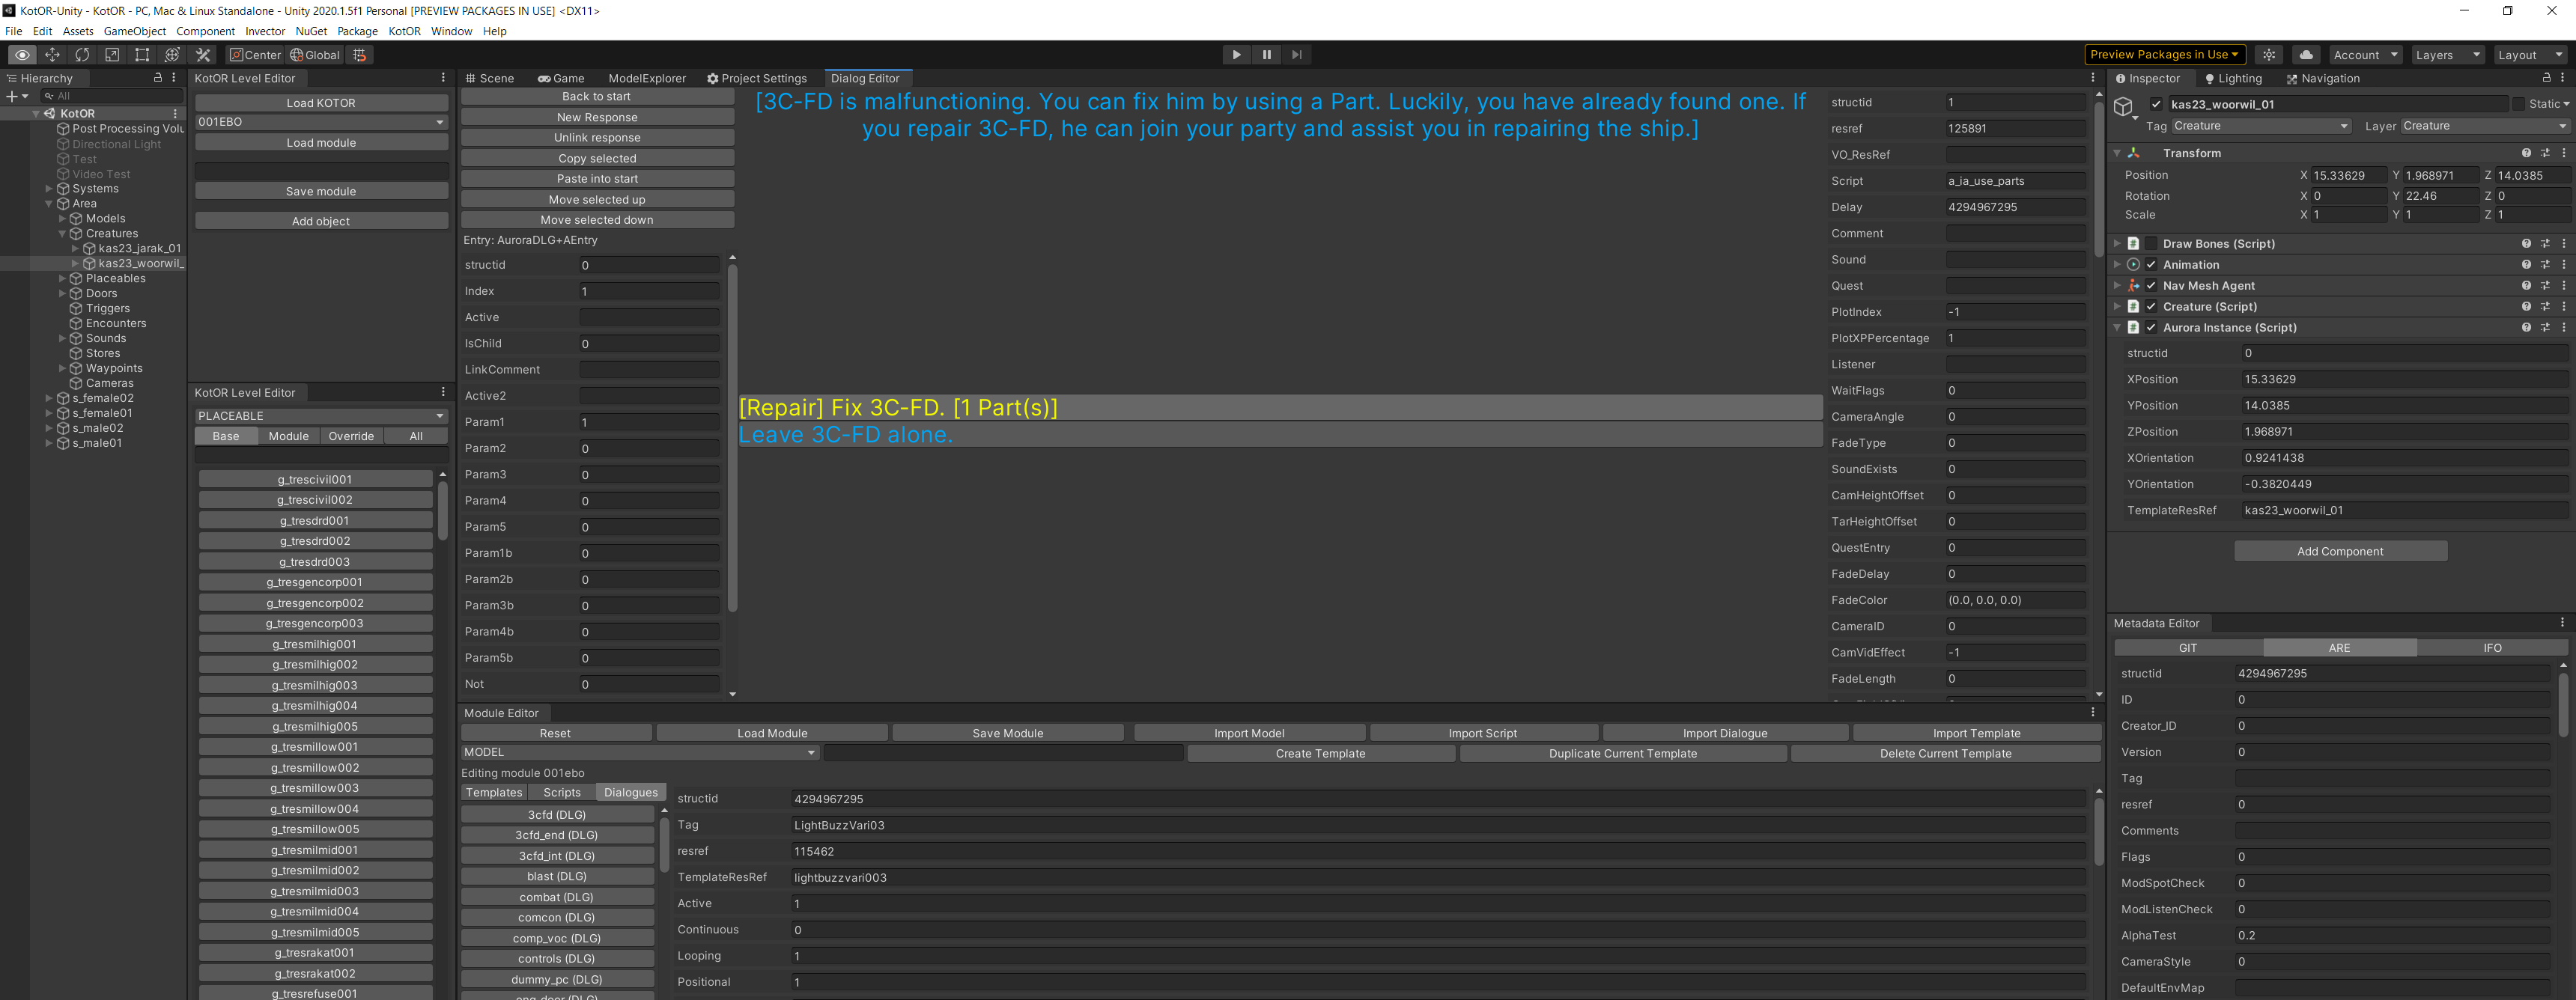 KotOR-Unity - KotOR - PC, Mac & Linux Standalone - Unity 2020.1.5f1 Personal [PREVIEW PACKAGES IN USE] <DX11>
File Edit Assets GameObject Component Invector NuGet Package KotOR Window Help
Center Global
Preview Packages in Use Account Layers Layout
Hierarchy
All
KotOR
Post Processing Volu
Directional Light
Test
Video Test
Systems
Area
Models
Creatures
kas23_jarak_01
kas23_woorwil_
Placeables
Doors
Triggers
Encounters
Sounds
Stores
Waypoints
Cameras
s_female02
s_female01
s_male02
s_male01
KotOR Level Editor
Load KOTOR
001EBO
Load module
Save module
Add object
KotOR Level Editor
PLACEABLE
Base Module Override All
g_trescivil001
g_trescivil002
g_tresdrd001
g_tresdrd002
g_tresdrd003
g_tresgencorp001
g_tresgencorp002
g_tresgencorp003
g_tresmilhig001
g_tresmilhig002
g_tresmilhig003
g_tresmilhig004
g_tresmilhig005
g_tresmillow001
g_tresmillow002
g_tresmillow003
g_tresmillow004
g_tresmillow005
g_tresmilmid001
g_tresmilmid002
g_tresmilmid003
g_tresmilmid004
g_tresmilmid005
g_tresrakat001
g_tresrakat002
g_tresrefuse001
Scene Game ModelExplorer Project Settings Dialog Editor
Back to start
New Response
Unlink response
Copy selected
Paste into start
Move selected up
Move selected down
Entry: AuroraDLG+AEntry
structid 0
Index 1
Active
IsChild 0
LinkComment
Active2
Param1 1
Param2 0
Param3 0
Param4 0
Param5 0
Param1b 0
Param2b 0
Param3b 0
Param4b 0
Param5b 0
Not 0
[3C-FD is malfunctioning. You can fix him by using a Part. Luckily, you have already found one. If
you repair 3C-FD, he can join your party and assist you in repairing the ship.]
[Repair] Fix 3C-FD. [1 Part(s)]
Leave 3C-FD alone.
structid 1
resref 125891
VO_ResRef
Script a_ia_use_parts
Delay 4294967295
Comment
Sound
Quest
PlotIndex -1
PlotXPPercentage 1
Listener
WaitFlags 0
CameraAngle 0
FadeType 0
SoundExists 0
CamHeightOffset 0
TarHeightOffset 0
QuestEntry 0
FadeDelay 0
FadeColor (0.0, 0.0, 0.0)
CameraID 0
CamVidEffect -1
FadeLength 0
Module Editor
Reset Load Module Save Module Import Model Import Script Import Dialogue Import Template
MODEL Create Template Duplicate Current Template Delete Current Template
Editing module 001ebo
Templates Scripts Dialogues
3cfd (DLG)
3cfd_end (DLG)
3cfd_int (DLG)
blast (DLG)
combat (DLG)
comcon (DLG)
comp_voc (DLG)
controls (DLG)
dummy_pc (DLG)
structid 4294967295
Tag LightBuzzVari03
resref 115462
TemplateResRef lightbuzzvari003
Active 1
Continuous 0
Looping 1
Positional 1
Inspector Lighting Navigation
kas23_woorwil_01 Static
Tag Creature Layer Creature
Transform
Position X 15.33629 Y 1.968971 Z 14.0385
Rotation X 0 Y 22.46 Z 0
Scale X 1 Y 1 Z 1
Draw Bones (Script)
Animation
Nav Mesh Agent
Creature (Script)
Aurora Instance (Script)
structid 0
XPosition 15.33629
YPosition 14.0385
ZPosition 1.968971
XOrientation 0.9241438
YOrientation -0.3820449
TemplateResRef kas23_woorwil_01
Add Component
Metadata Editor
GIT ARE IFO
structid 4294967295
ID 0
Creator_ID 0
Version 0
Tag
resref 0
Comments
Flags 0
ModSpotCheck 0
ModListenCheck 0
AlphaTest 0.2
CameraStyle 0
DefaultEnvMap